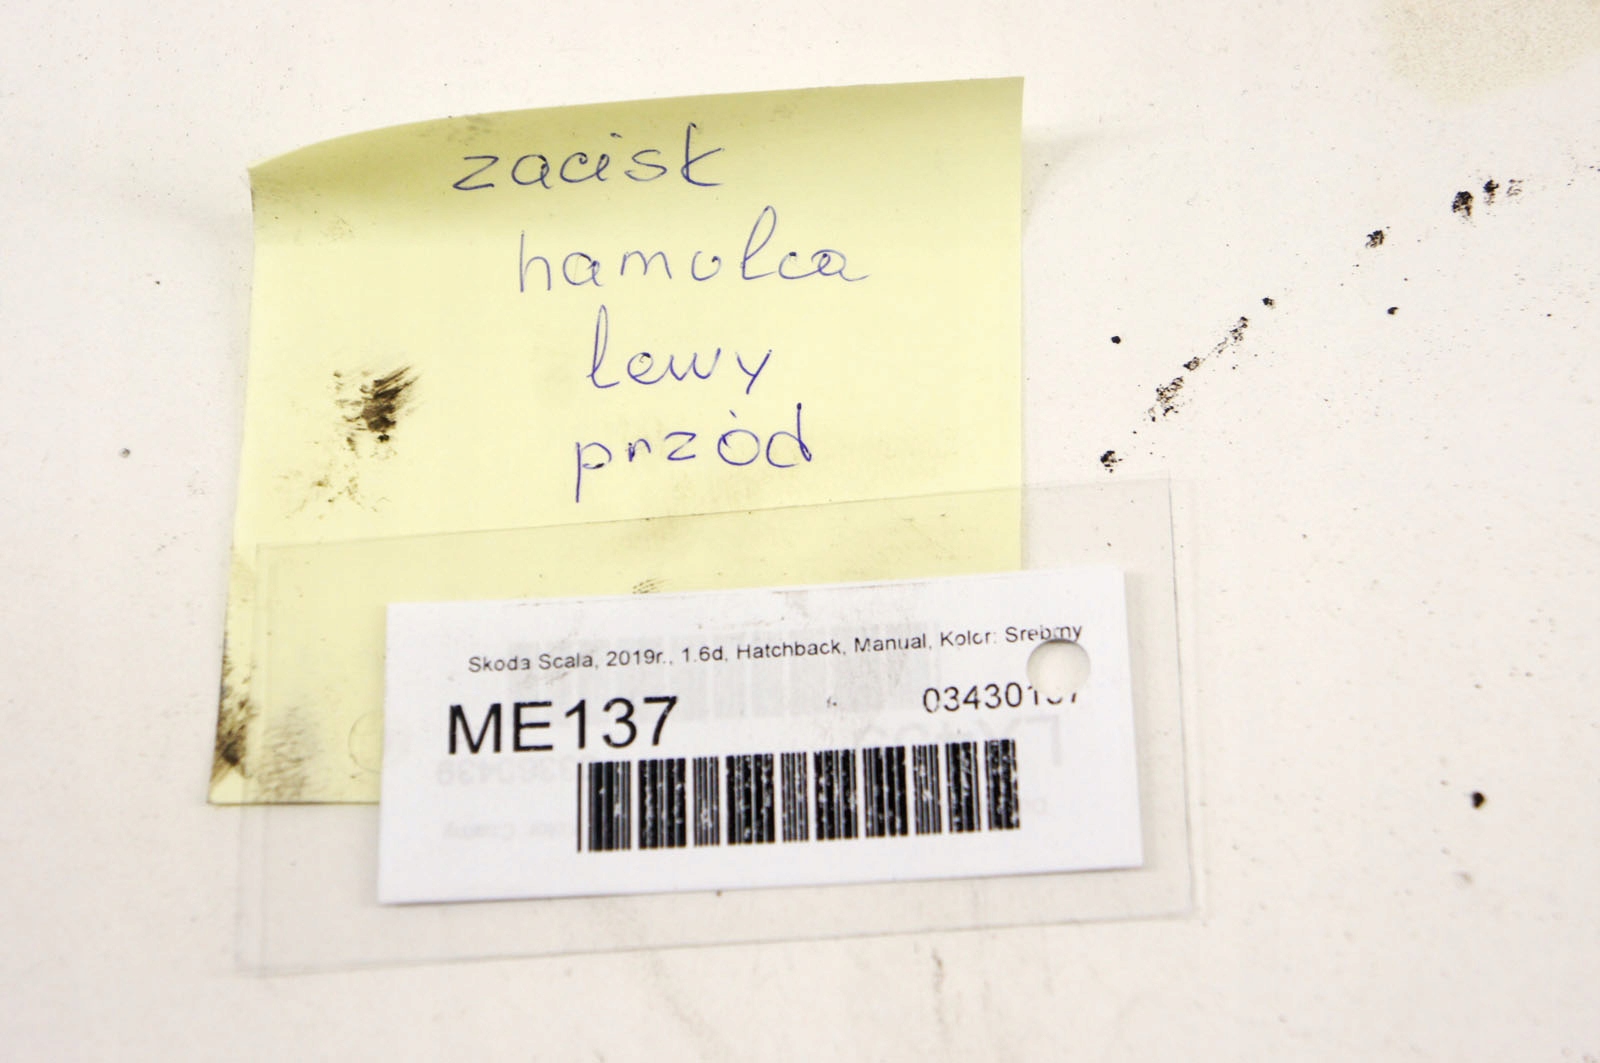 zacisk
hamulca
lewy
przód
Skoda Scala, 2019r., 1.6d, Hatchback, Manual, Kolor: Srebrny
ME137